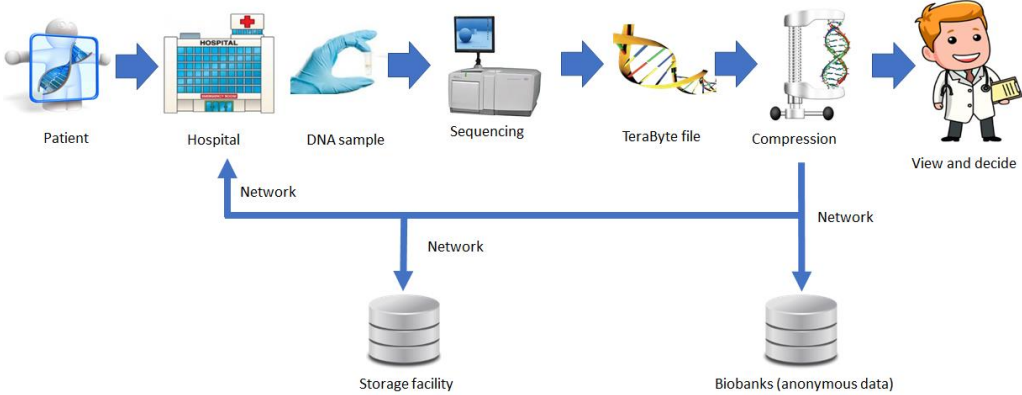 HOSPITAL
Patient
Hospital
DNA sample
Sequencing
TeraByte file
Compression
View and decide
Network
Network
Network
Storage facility
Biobanks (anonymous data)